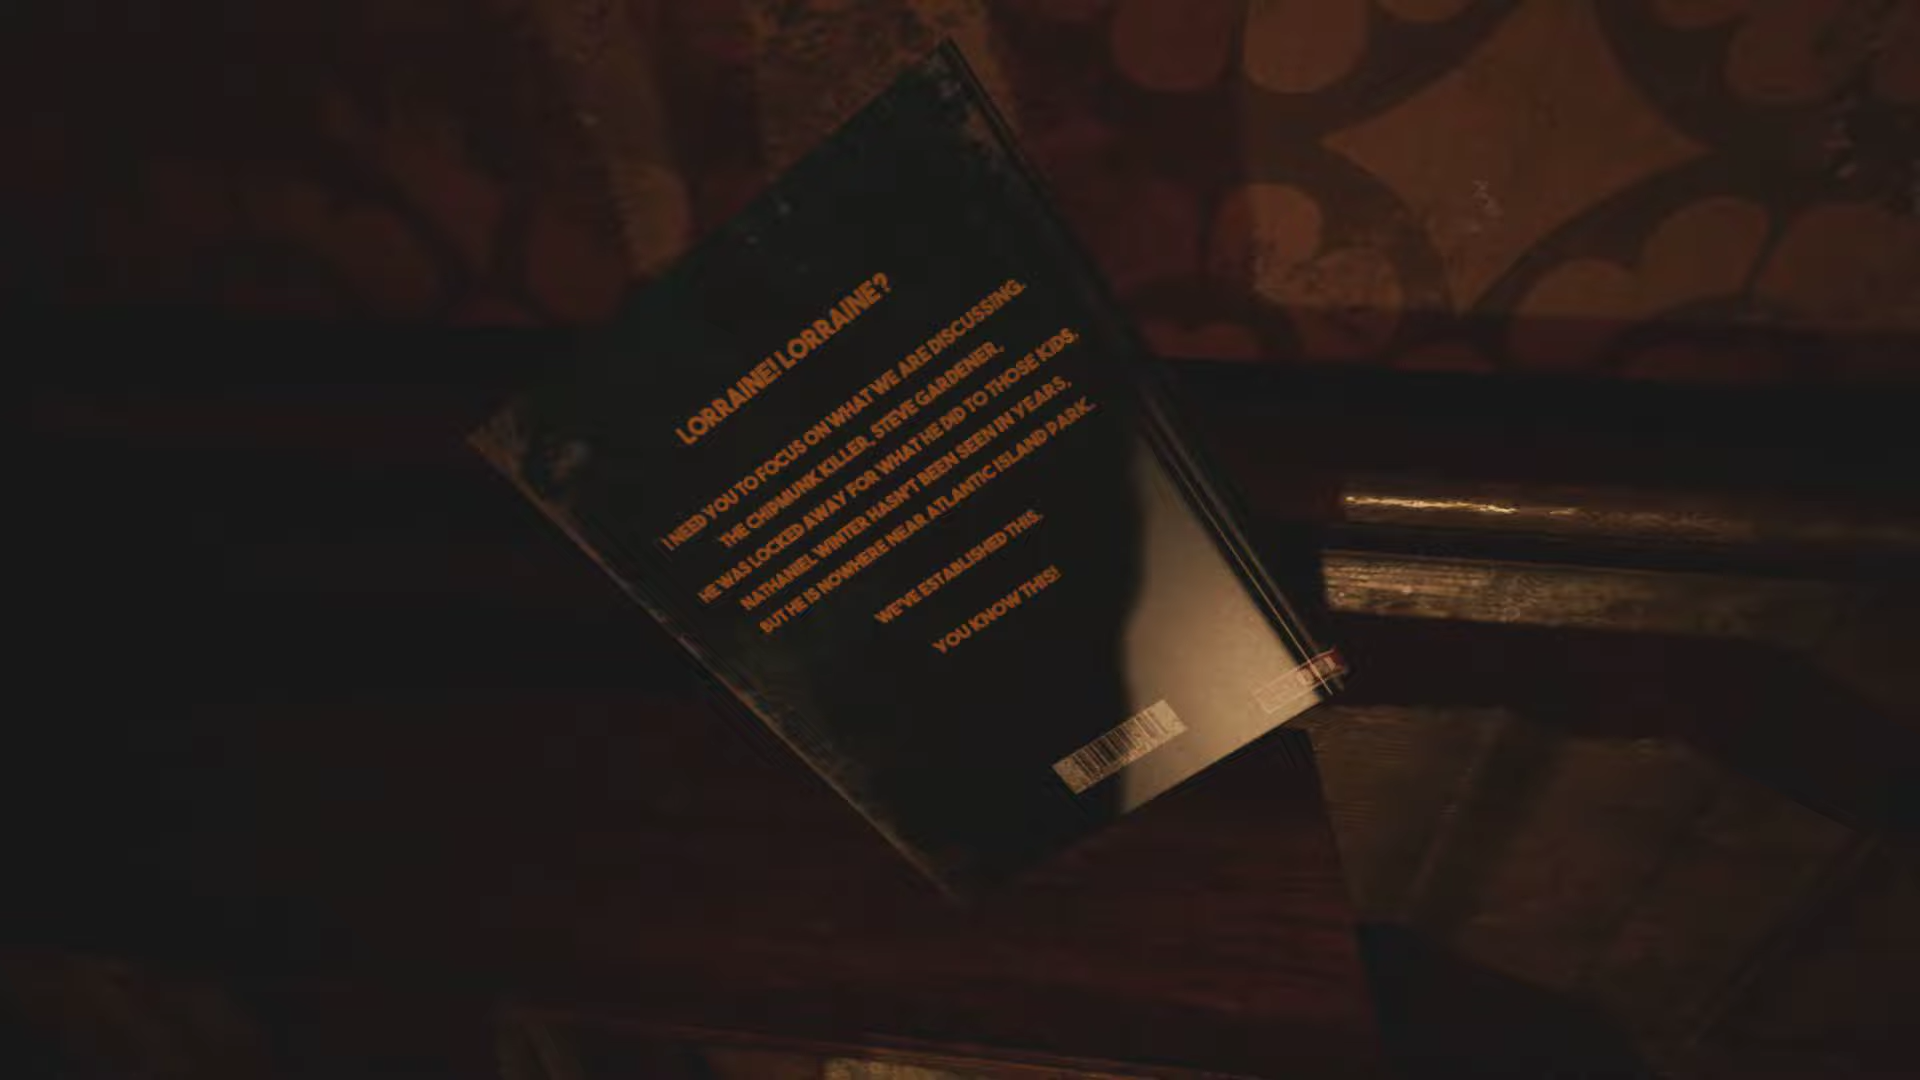 LORRAINE! LORRAINE?
I NEED YOU TO FOCUS ON WHAT WE ARE DISCUSSING.
THE CHIPMUNK KILLER, STEVE GARDENER,
HE WAS LOCKED AWAY FOR WHAT HE DID TO THOSE KIDS.
NATHANIEL WINTER HASN'T BEEN SEEN IN YEARS,
BUT HE IS NOWHERE NEAR ATLANTIC ISLAND PARK.
WE'VE ESTABLISHED THIS.
YOU KNOW THIS!